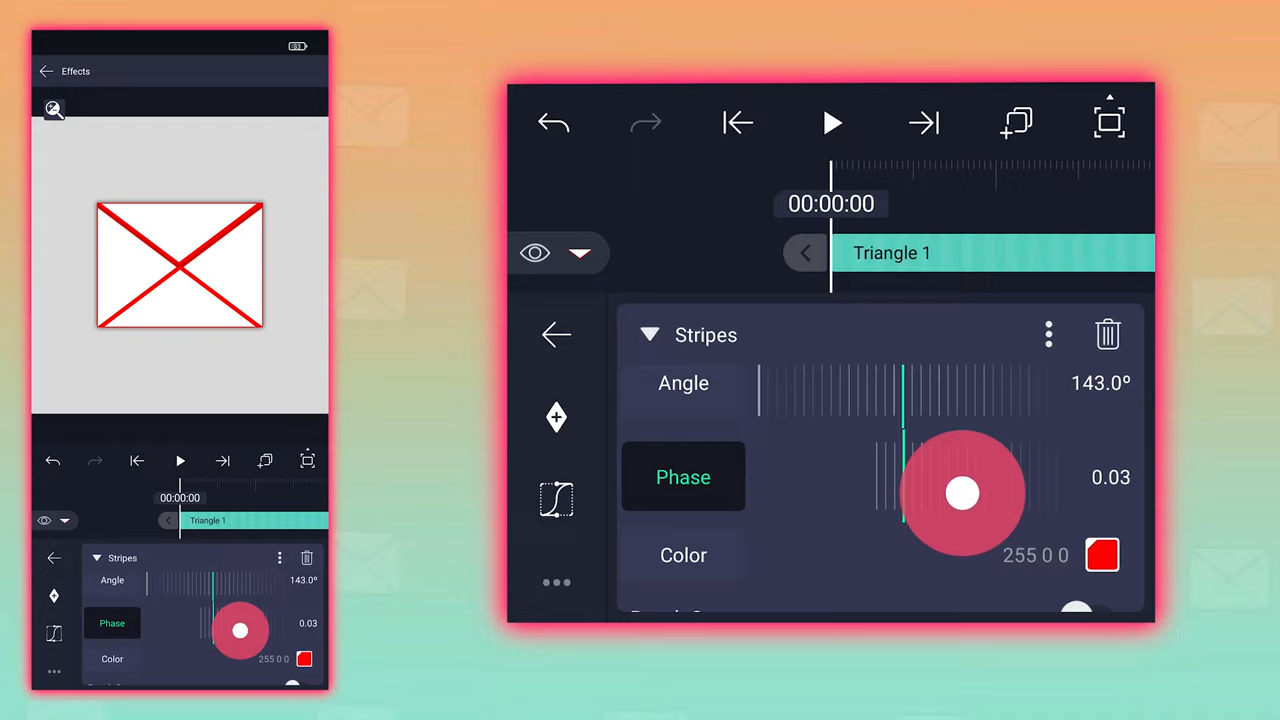 Effects
00:00:00
Triangle 1
Stripes
Angle
143.0º
Phase
0.03
Color
255 0 0
00:00:00
Triangle 1
Stripes
Angle 143.0º
Phase 0.03
Color 255 0 0